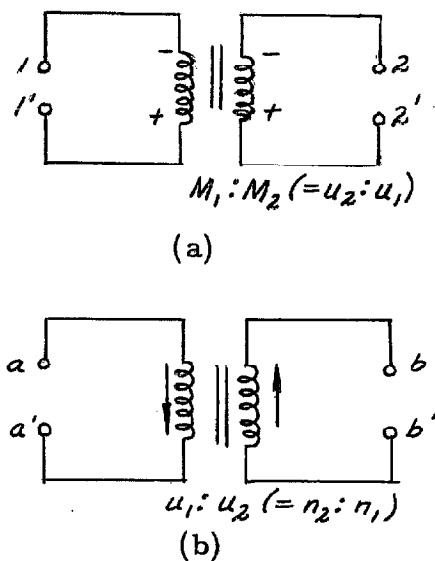 - -
1 2
1' + + 2'
M₁:M₂ (=u₂:u₁)
(a)
a b
a' b'
u₁:u₂ (=n₂:n₁)
(b)